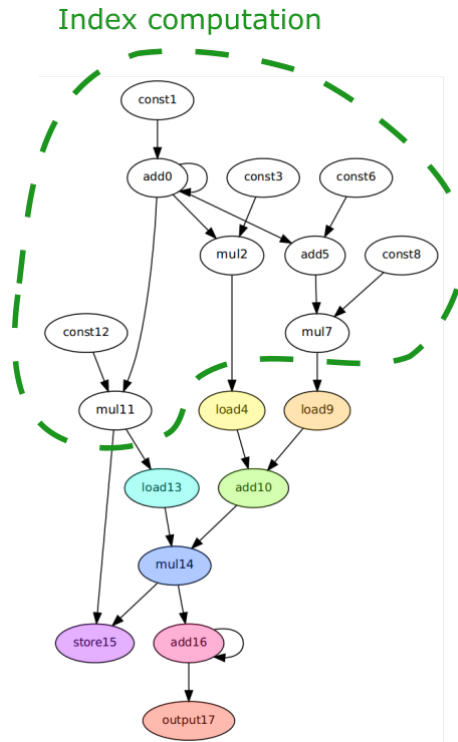 Index computation
const1
add0
const3
const6
mul2
add5
const8
const12
mul7
mul11
load4
load9
load13
add10
mul14
store15
add16
output17